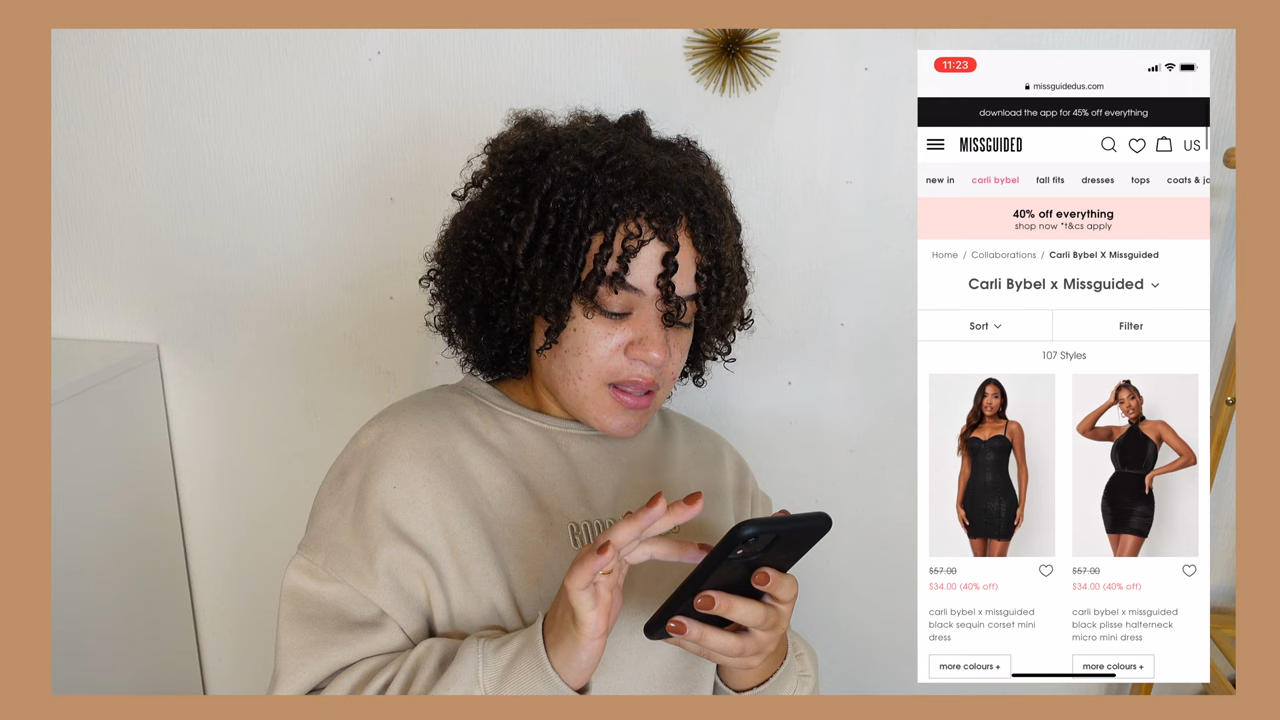 11:23
missguidedus.com
download the app for 45% off everything
MISSGUIDED
US
new in carli bybel fall fits dresses tops coats & ja
40% off everything
shop now *t&cs apply
Home / Collaborations / Carli Bybel X Missguided
Carli Bybel x Missguided
Sort
Filter
107 Styles
$57.00
$34.00 (40% off)
carli bybel x missguided
black sequin corset mini
dress
more colours +
$57.00
$34.00 (40% off)
carli bybel x missguided
black plisse halterneck
micro mini dress
more colours +